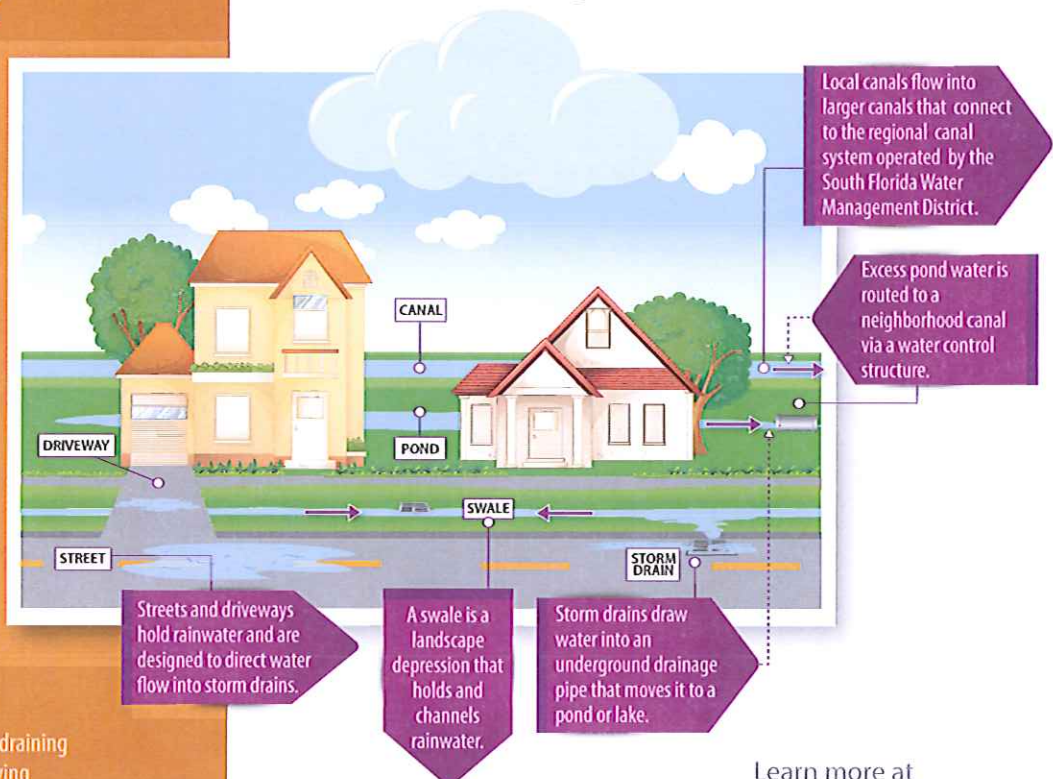 Local canals flow into
larger canals that connect
to the regional canal
system operated by the
South Florida Water
Management District.
Excess pond water is
routed to a
neighborhood canal
via a water control
structure.
CANAL
DRIVEWAY
POND
SWALE
STREET
STORM
DRAIN
Streets and driveways
hold rainwater and are
designed to direct water
flow into storm drains.
A swale is a
landscape
depression that
holds and
channels
rainwater.
Storm drains draw
water into an
underground drainage
pipe that moves it to a
pond or lake.
draining
Learn more at